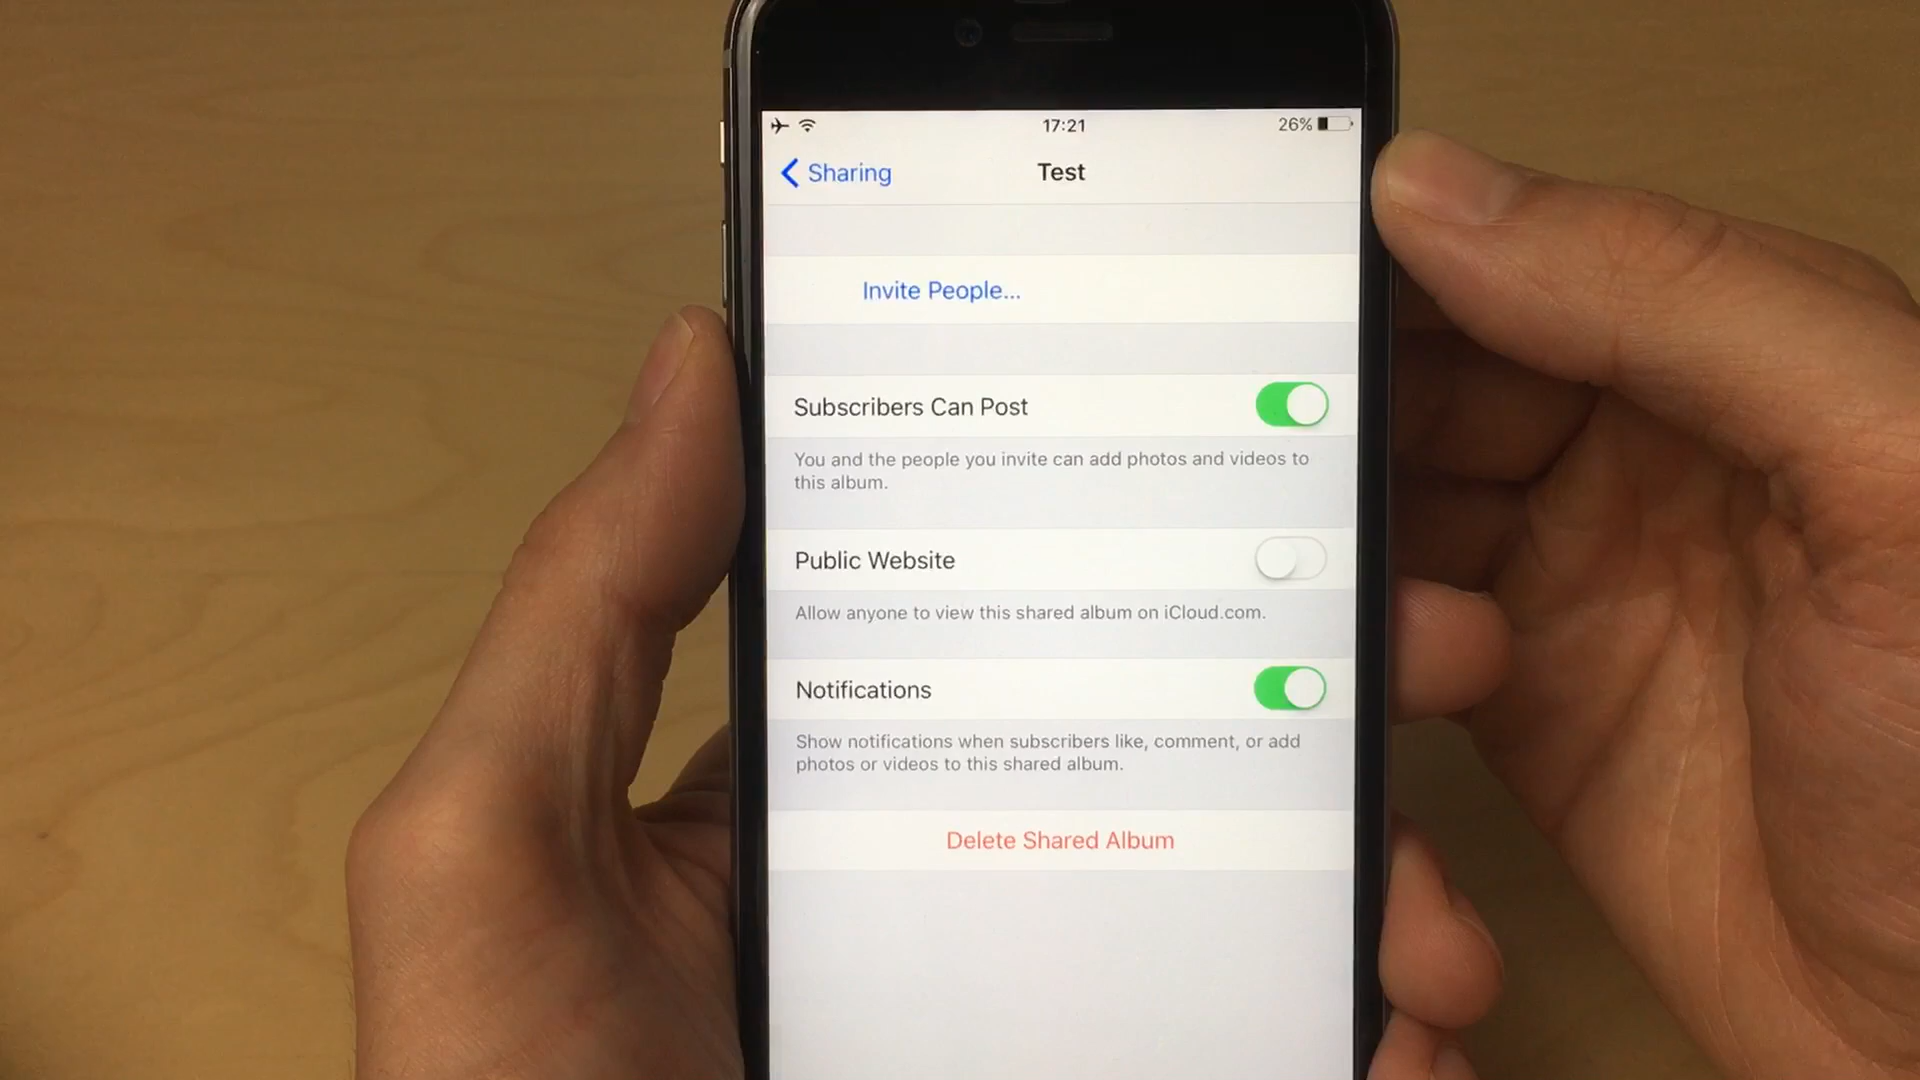 17:21
26%
Sharing
Test
Invite People...
Subscribers Can Post
You and the people you invite can add photos and videos to
this album.
Public Website
Allow anyone to view this shared album on iCloud.com.
Notifications
Show notifications when subscribers like, comment, or add
photos or videos to this shared album.
Delete Shared Album